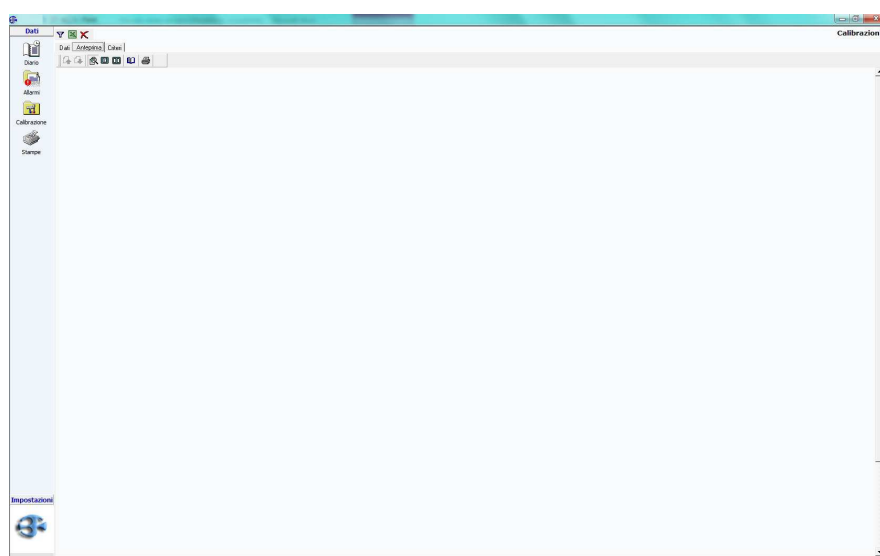 Dati
Calibrazion
Dati Anteprima Criteri
Diario
Allarmi
Calibrazione
Stampe
Impostazioni